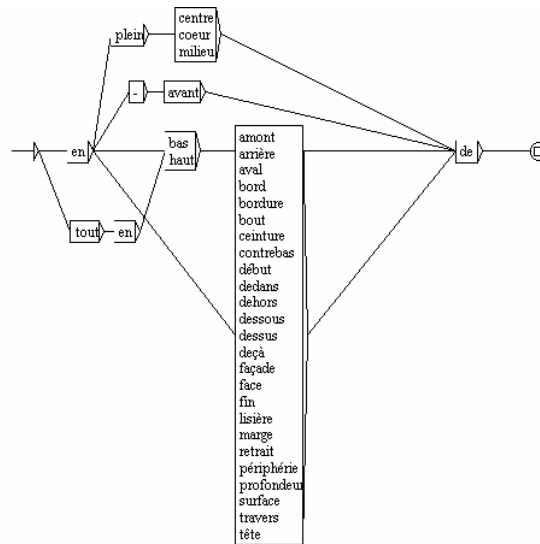 plein
centre
coeur
milieu
-
avant
en
bas
haut
tout
en
amont
arrière
aval
bord
bordure
bout
ceinture
contrebas
début
dedans
dehors
dessous
dessus
deçà
façade
face
fin
lisière
marge
retrait
périphérie
profondeur
surface
travers
tête
de